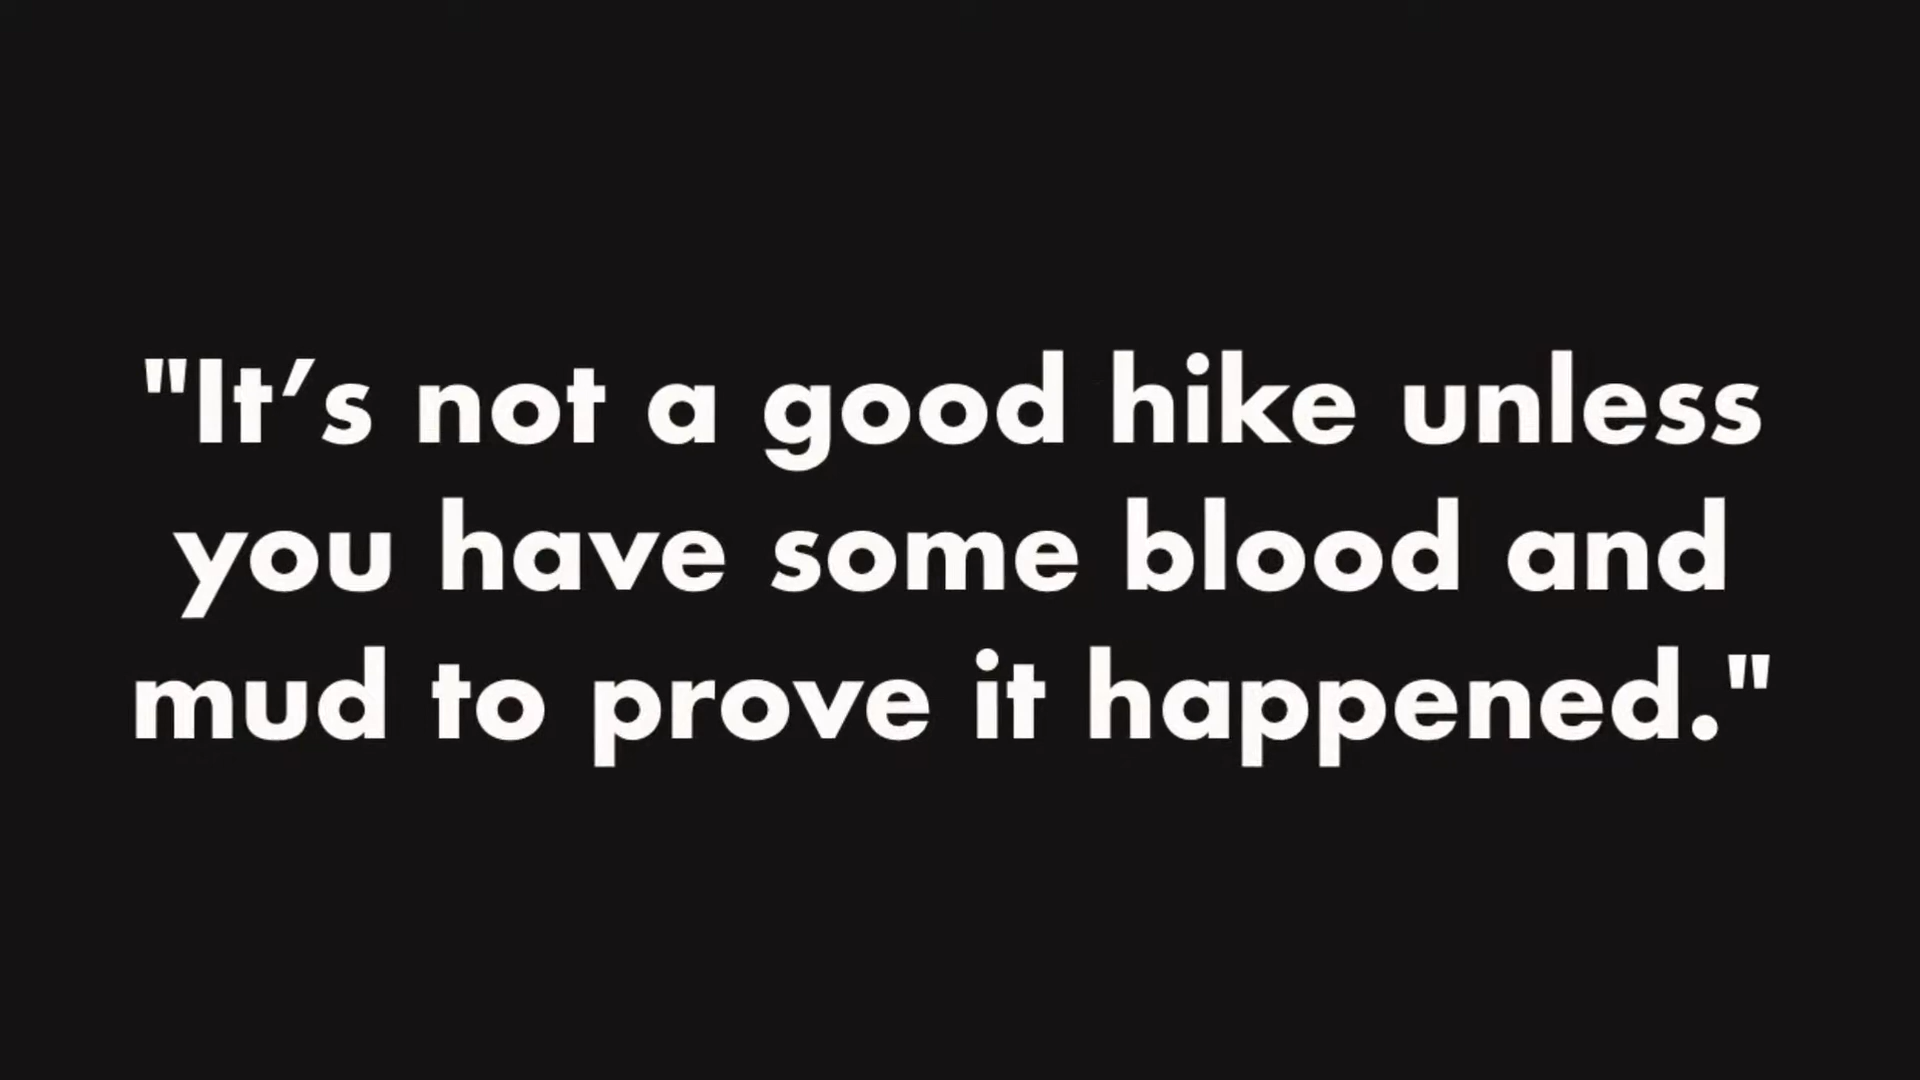 "It’s not a good hike unless
you have some blood and
mud to prove it happened."